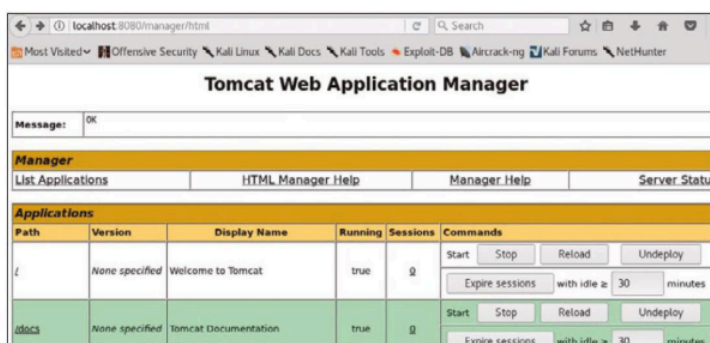 localhost:8080/manager/html
Search
Most Visited Offensive Security Kali Linux Kali Docs Kali Tools Exploit-DB Aircrack-ng Kali Forums NetHunter
Tomcat Web Application Manager
Message: OK
Manager
List Applications HTML Manager Help Manager Help Server Statu
Applications
Path Version Display Name Running Sessions Commands
Start Stop Reload Undeploy
/ None specified Welcome to Tomcat true 0
Expire sessions with idle ≥ 30 minutes
Start Stop Reload Undeploy
/docs None specified Tomcat Documentation true 0
Expire sessions with idle ≥ 30 minutes